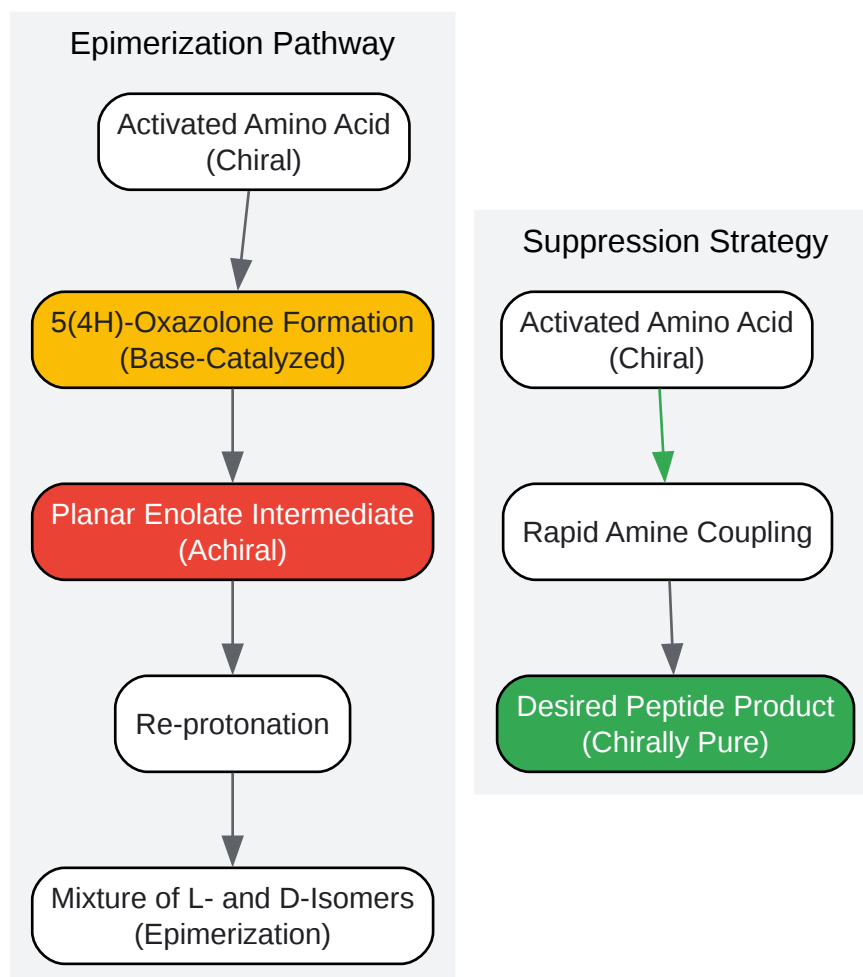 Epimerization Pathway
Activated Amino Acid
(Chiral)
5(4H)-Oxazolone Formation
(Base-Catalyzed)
Planar Enolate Intermediate
(Achiral)
Re-protonation
Mixture of L- and D-Isomers
(Epimerization)
Suppression Strategy
Activated Amino Acid
(Chiral)
Rapid Amine Coupling
Desired Peptide Product
(Chirally Pure)